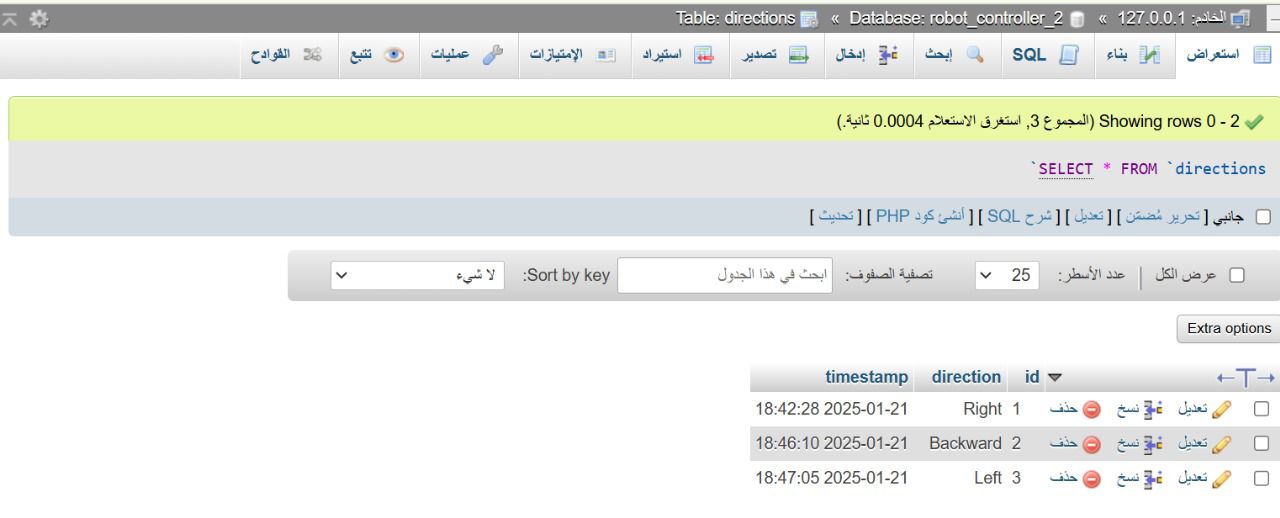 الخادم: 127.0.0.1 » Database: robot_controller_2 » Table: directions
استعراض بناء SQL إبحث إدخال تصدير استيراد الإمتيازات عمليات تتبع القوادح
Showing rows 0 - 2 (المجموع 3, استغرق الاستعلام 0.0004 ثانية.)
SELECT * FROM `directions`
جانبي [ تحرير مُضمّن ] [ تعديل ] [ شرح SQL ] [ أنشئ كود PHP ] [ تحديث ]
عرض الكل | عدد الأسطر: 25 تصفية الصفوف: ابحث في هذا الجدول Sort by key: لا شيء
Extra options
←T→ id direction timestamp
تعديل نسخ حذف 1 Right 2025-01-21 18:42:28
تعديل نسخ حذف 2 Backward 2025-01-21 18:46:10
تعديل نسخ حذف 3 Left 2025-01-21 18:47:05